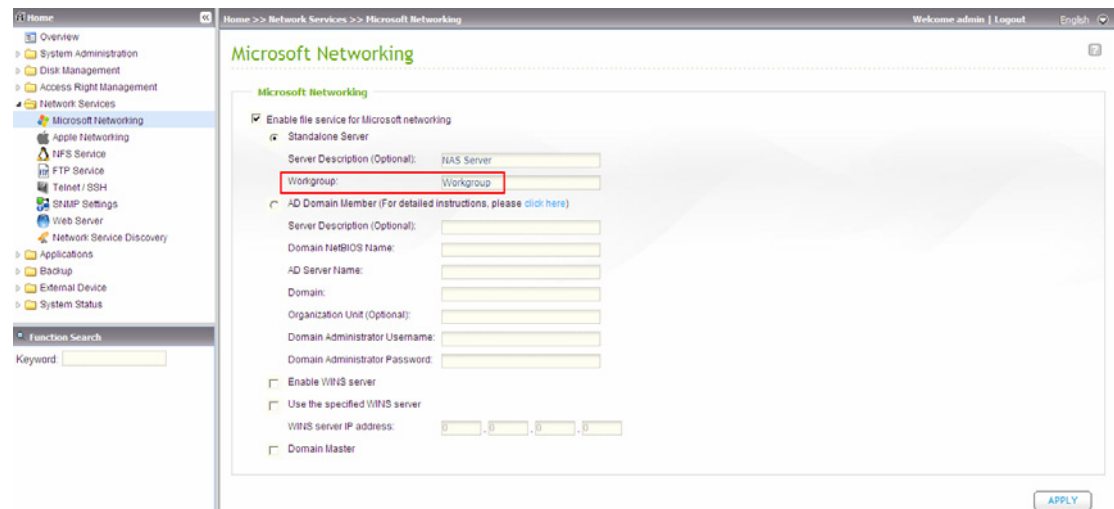 Home
Home >> Network Services >> Microsoft Networking
Welcome admin | Logout
English
Overview
System Administration
Disk Management
Access Right Management
Network Services
Microsoft Networking
Apple Networking
NFS Service
FTP Service
Telnet / SSH
SNMP Settings
Web Server
Network Service Discovery
Applications
Backup
External Device
System Status
Function Search
Keyword:
Microsoft Networking
?
Microsoft Networking
Enable file service for Microsoft networking
Standalone Server
Server Description (Optional): NAS Server
Workgroup: Workgroup
AD Domain Member (For detailed instructions, please click here)
Server Description (Optional):
Domain NetBIOS Name:
AD Server Name:
Domain:
Organization Unit (Optional):
Domain Administrator Username:
Domain Administrator Password:
Enable WINS server
Use the specified WINS server
WINS server IP address: 0 . 0 . 0 . 0
Domain Master
APPLY